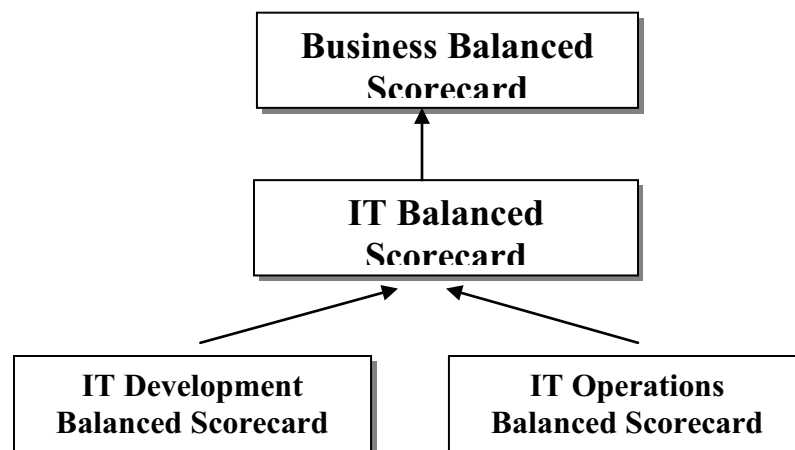 Business Balanced
Scorecard
IT Balanced
Scorecard
IT Development
Balanced Scorecard
IT Operations
Balanced Scorecard